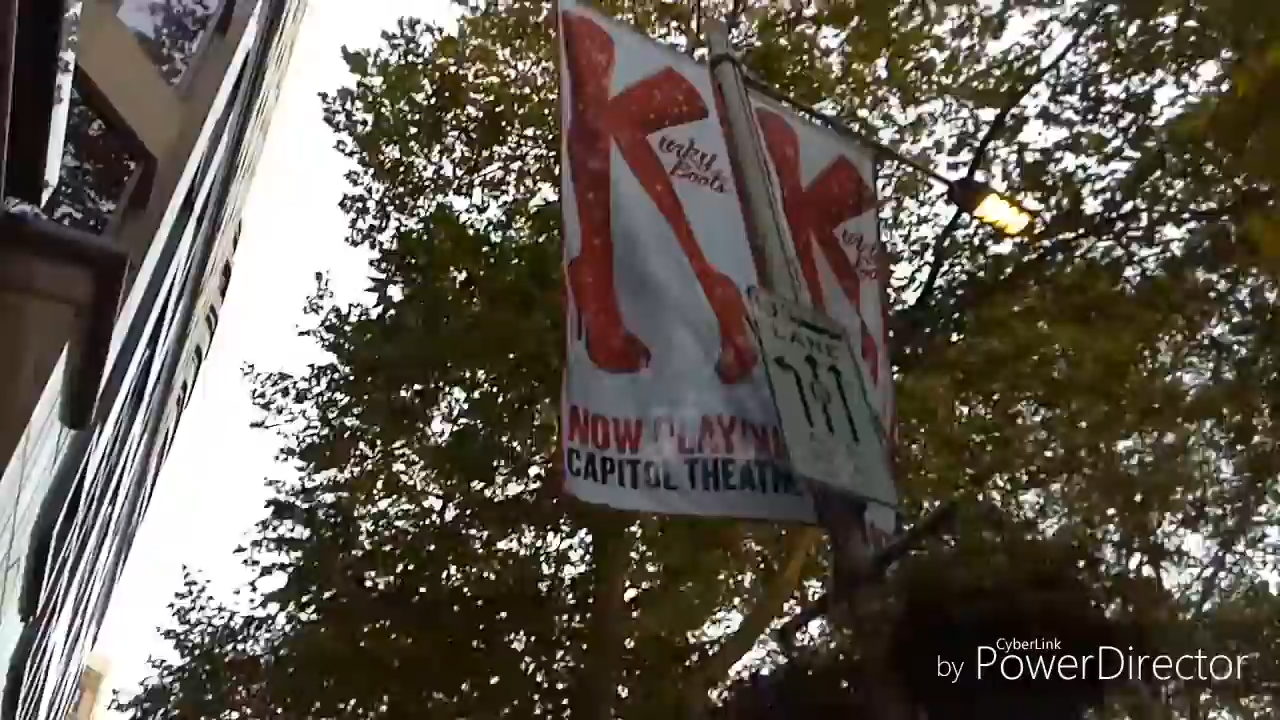 Kinky
Boots
NOW PLAYING
CAPITOL THEATRE
LANE
CyberLink
by PowerDirector